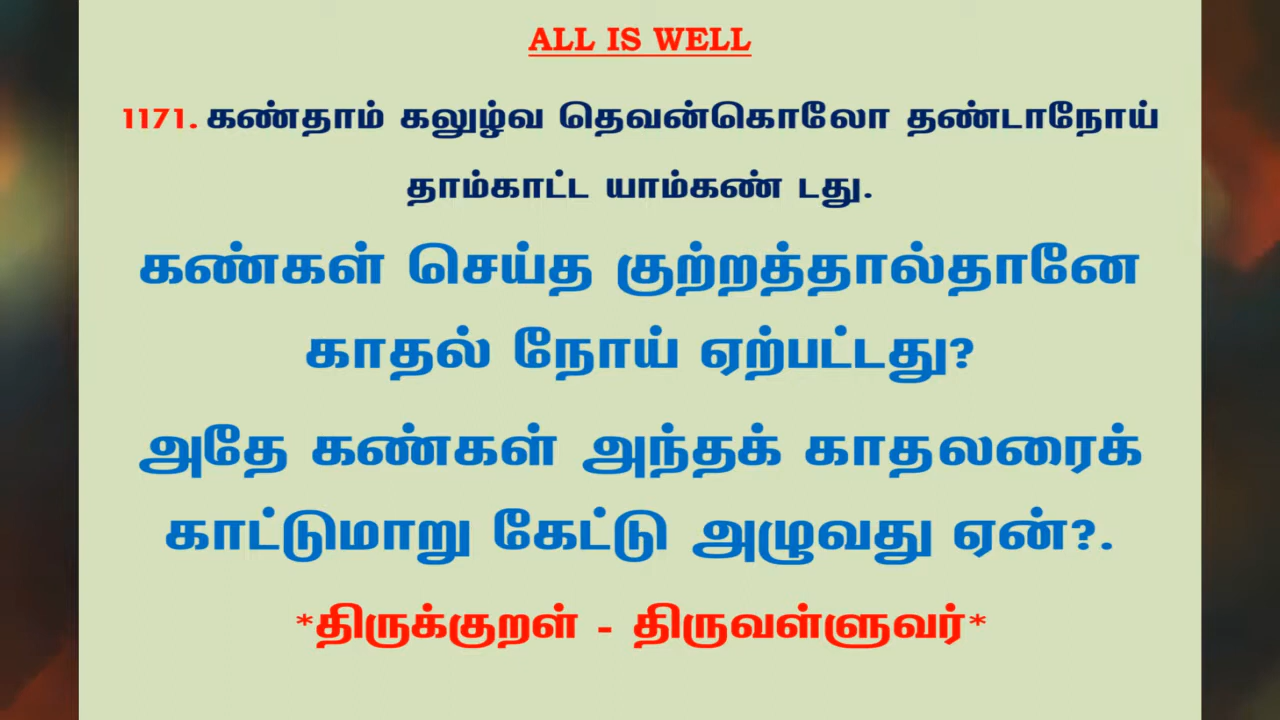 ALL IS WELL
1171. கண்தாம் கலுழ்வ தெவன்கொலோ தண்டாநோய்
தாம்காட்ட யாம்கண் டது.
கண்கள் செய்த குற்றத்தால்தானே
காதல் நோய் ஏற்பட்டது?
அதே கண்கள் அந்தக் காதலரைக்
காட்டுமாறு கேட்டு அழுவது ஏன்?.
*திருக்குறள் - திருவள்ளுவர்*